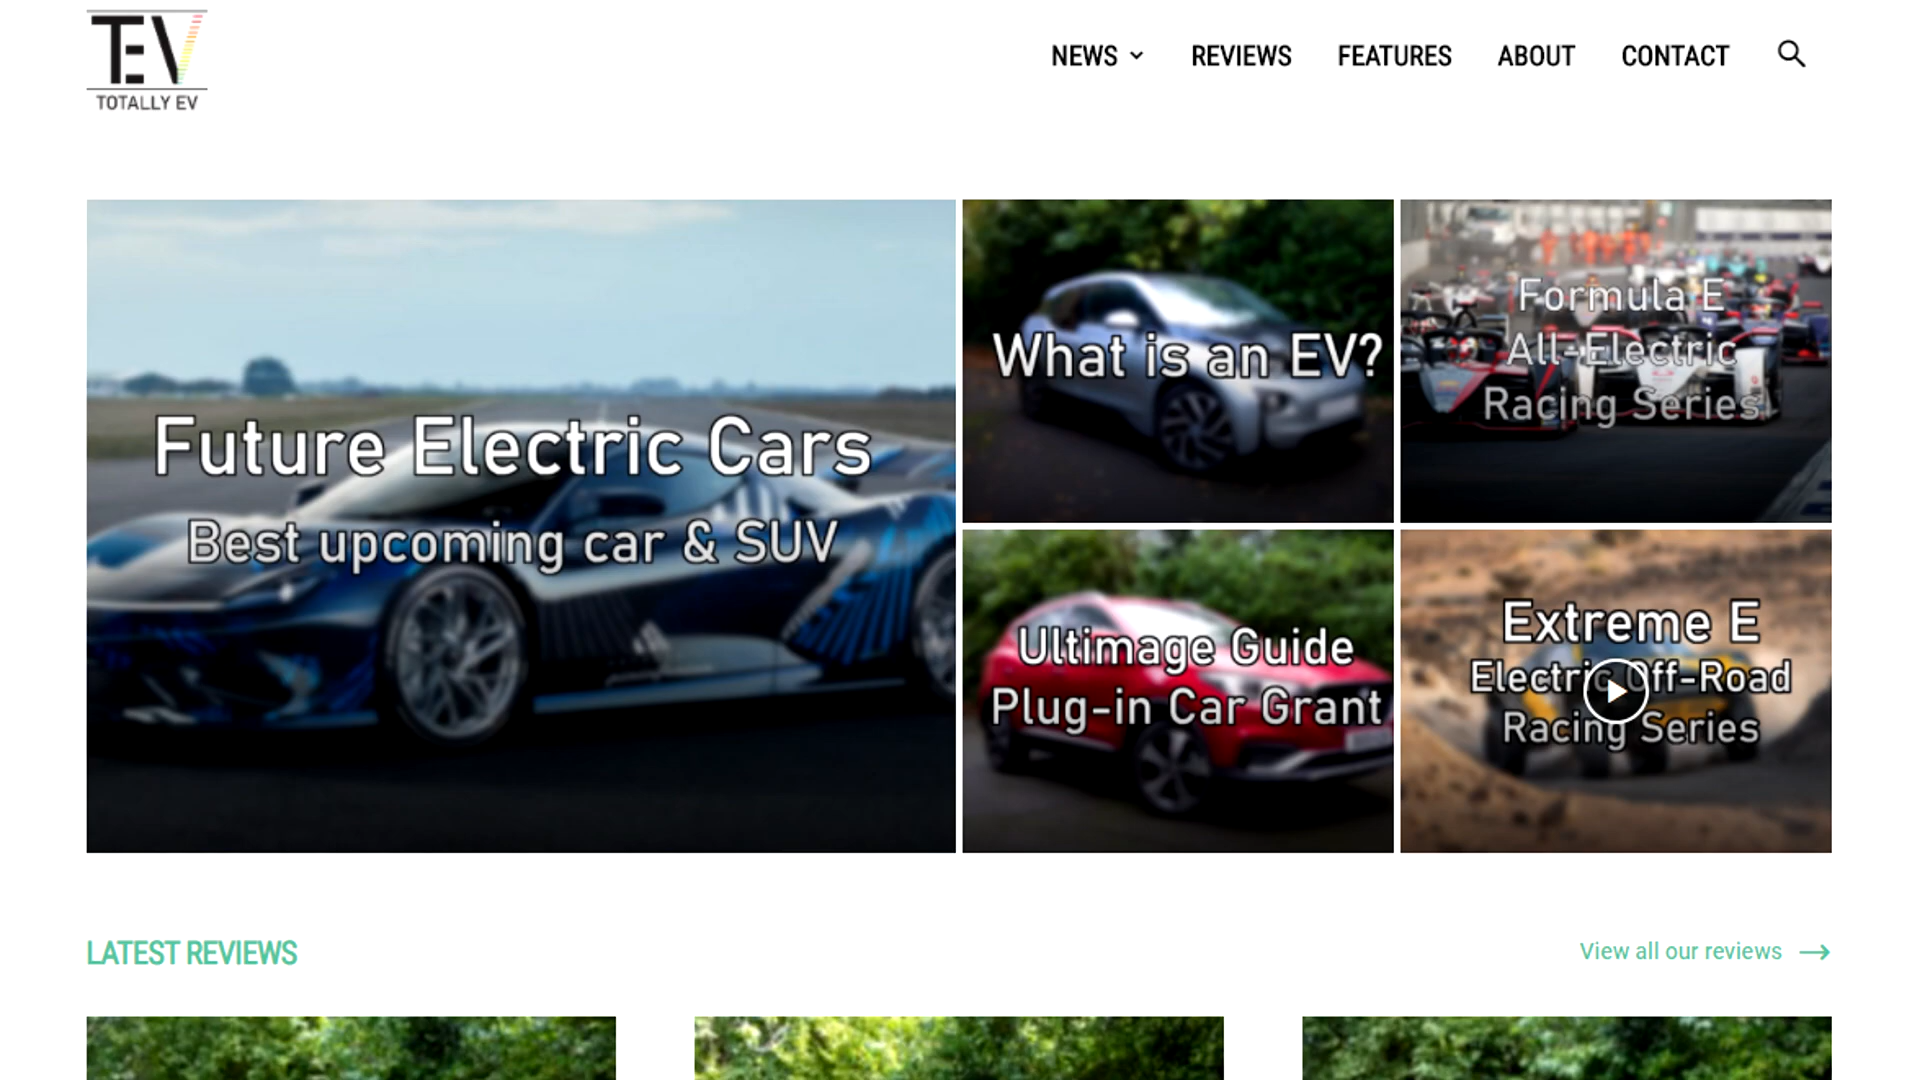 TEV
TOTALLY EV
NEWS
REVIEWS
FEATURES
ABOUT
CONTACT
Future Electric Cars
Best upcoming car & SUV
What is an EV?
Formula E
All-Electric
Racing Series
Ultimage Guide
Plug-in Car Grant
Extreme E
Electric Off-Road
Racing Series
LATEST REVIEWS
View all our reviews